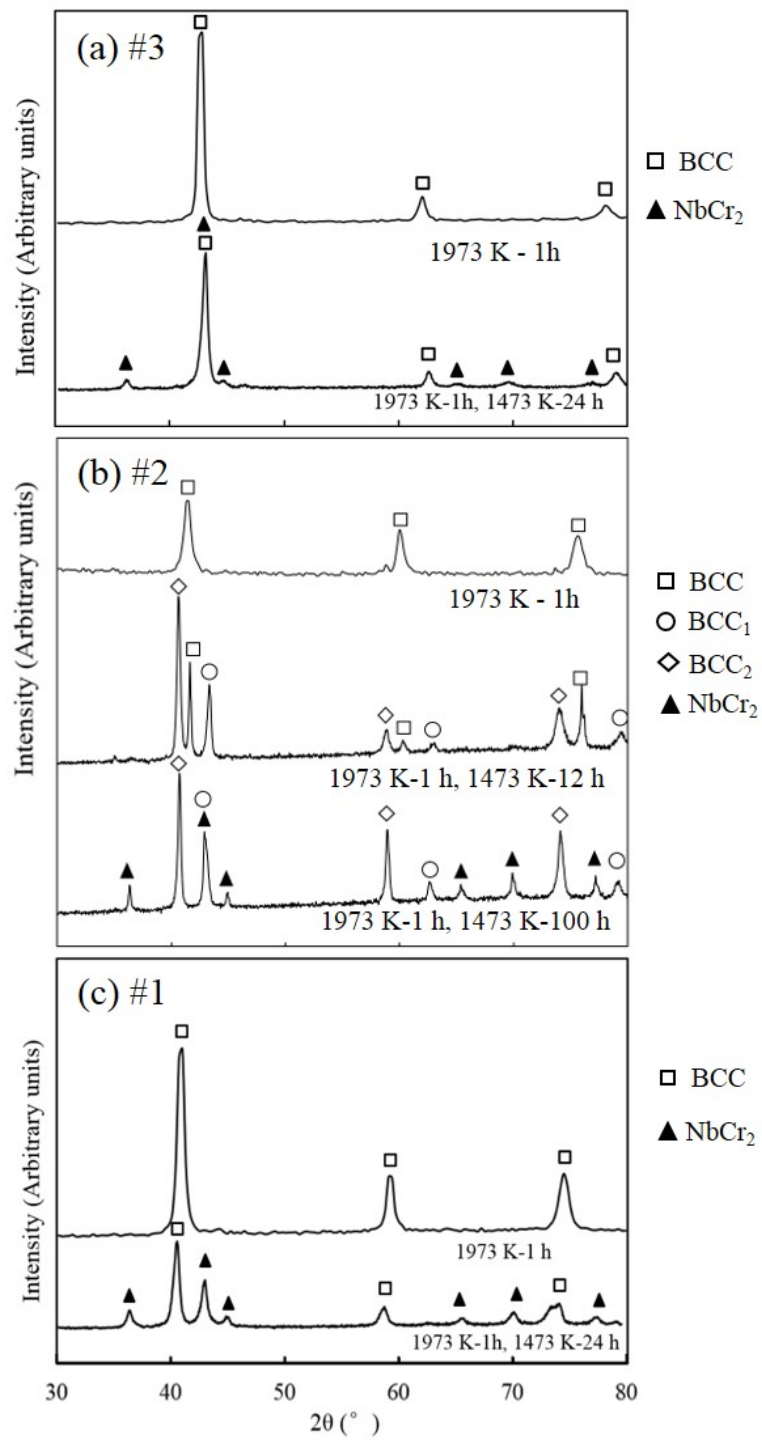 (a) #3
Intensity (Arbitrary units)
BCC
NbCr₂
1973 K - 1h
1973 K-1h, 1473 K-24 h
(b) #2
Intensity (Arbitrary units)
BCC
BCC₁
BCC₂
NbCr₂
1973 K - 1h
1973 K-1 h, 1473 K-12 h
1973 K-1 h, 1473 K-100 h
(c) #1
Intensity (Arbitrary units)
BCC
NbCr₂
1973 K-1 h
1973 K-1h, 1473 K-24 h
30 40 50 60 70 80
2θ (°)